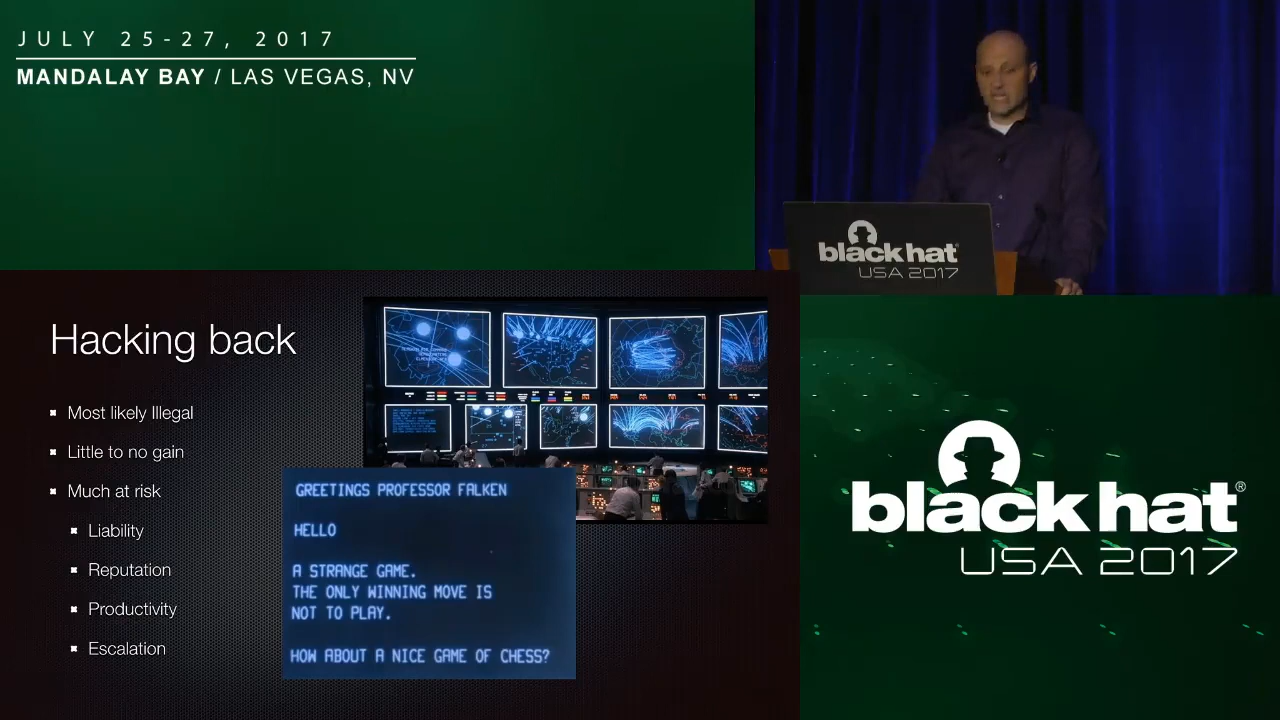 JULY 25-27, 2017
MANDALAY BAY / LAS VEGAS, NV
black hat®
USA 2017
Hacking back
Most likely Illegal
Little to no gain
Much at risk
Liability
Reputation
Productivity
Escalation
GREETINGS PROFESSOR FALKEN
HELLO
A STRANGE GAME.
THE ONLY WINNING MOVE IS
NOT TO PLAY.
HOW ABOUT A NICE GAME OF CHESS?
black hat®
USA 2017